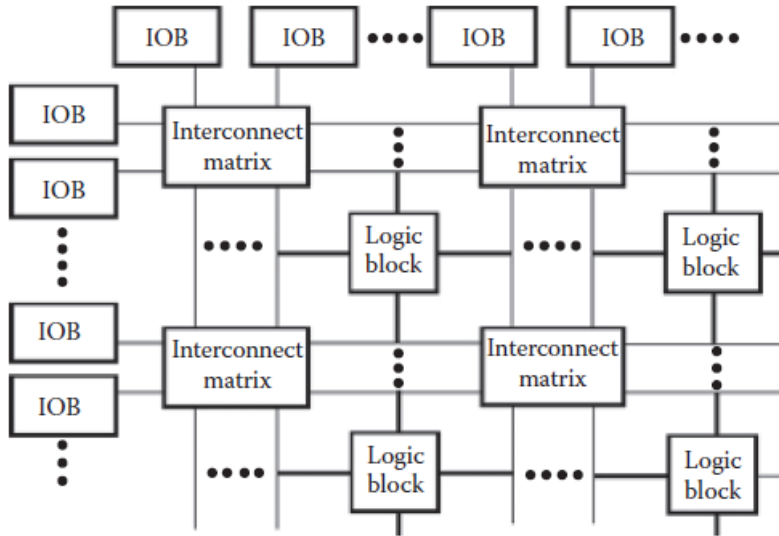 IOB
IOB
IOB
IOB
IOB
Interconnect
matrix
Interconnect
matrix
IOB
Logic
block
Logic
block
IOB
Interconnect
matrix
Interconnect
matrix
IOB
Logic
block
Logic
block